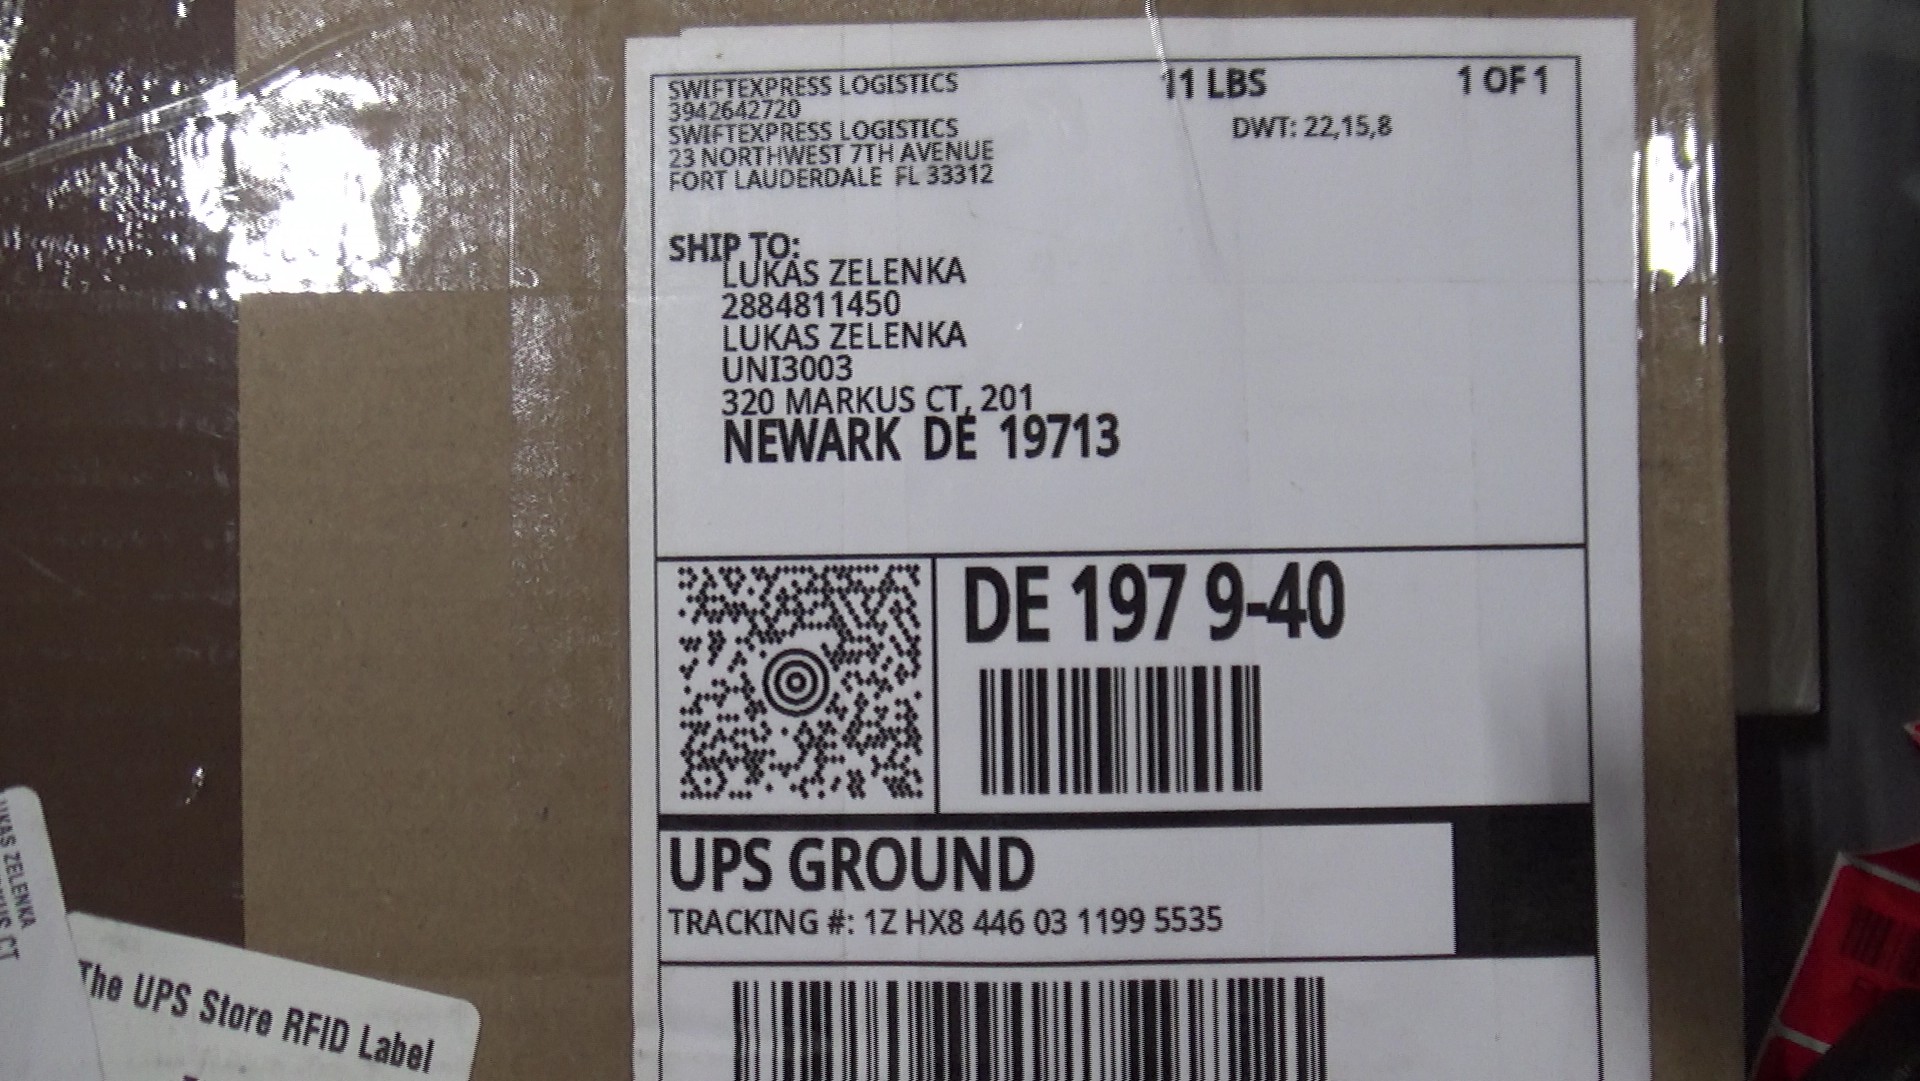 SWIFTEXPRESS LOGISTICS
3942642720
SWIFTEXPRESS LOGISTICS
23 NORTHWEST 7TH AVENUE
FORT LAUDERDALE FL 33312
11 LBS
1 OF 1
DWT: 22,15,8
SHIP TO:
LUKAS ZELENKA
2884811450
LUKAS ZELENKA
UNI3003
320 MARKUS CT, 201
NEWARK DE 19713
DE 197 9-40
UPS GROUND
TRACKING #: 1Z HX8 446 03 1199 5535
ZELENKA
CT
The UPS Store RFID Label